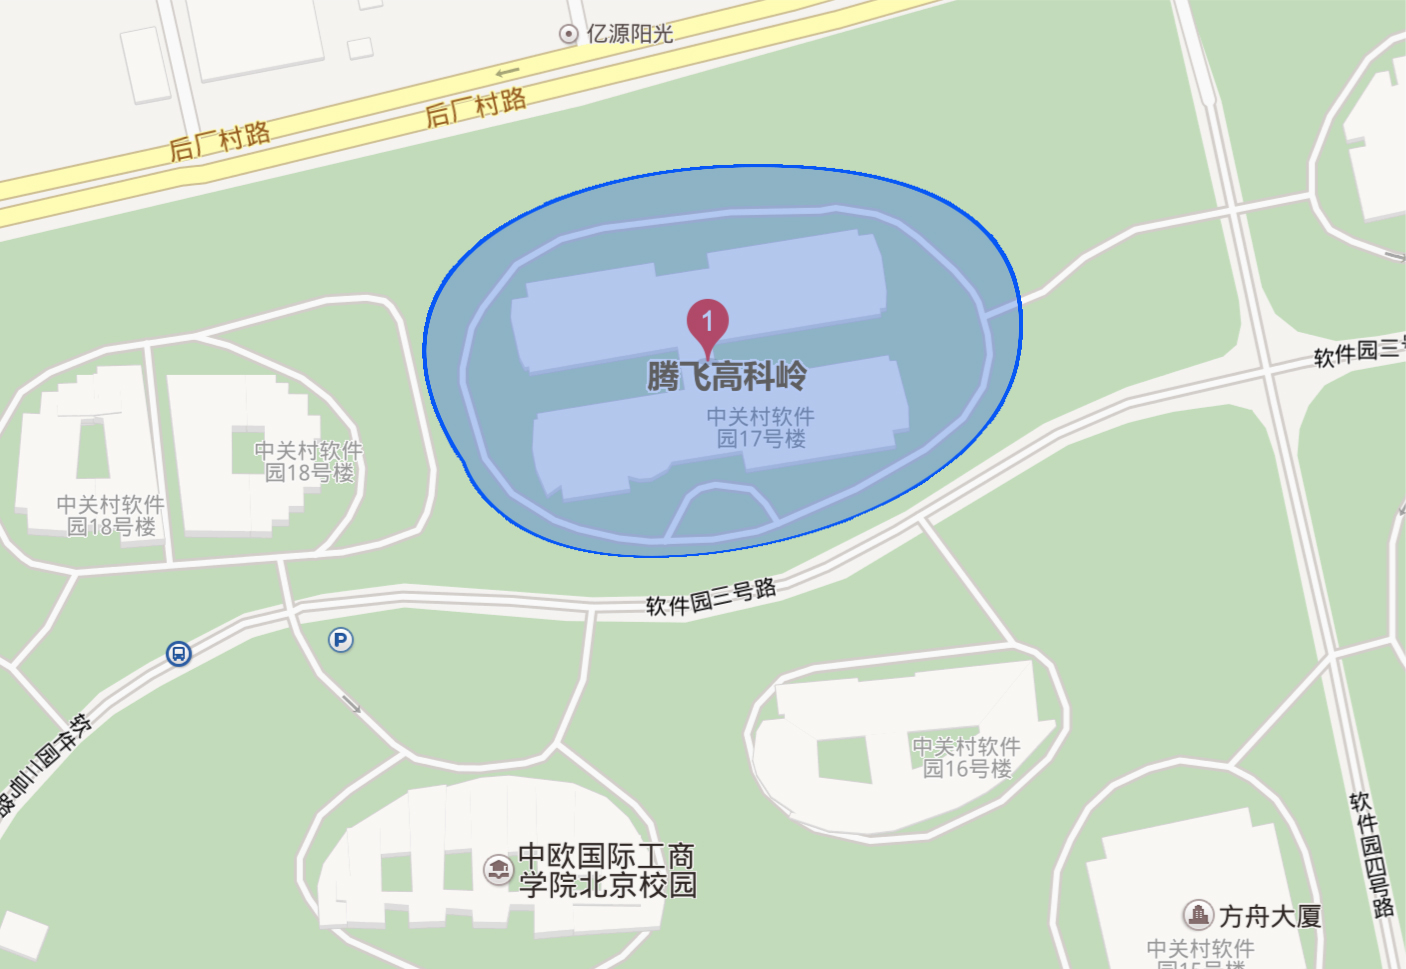 亿源阳光
后厂村路
后厂村路
1
腾飞高科岭
中关村软件
园17号楼
软件园三号
中关村软件
园18号楼
中关村软件
园18号楼
软件园三号路
P
软件园三号路
中关村软件
园16号楼
中欧国际工商
学院北京校园
软件园四号路
方舟大厦
中关村软件
园15号楼